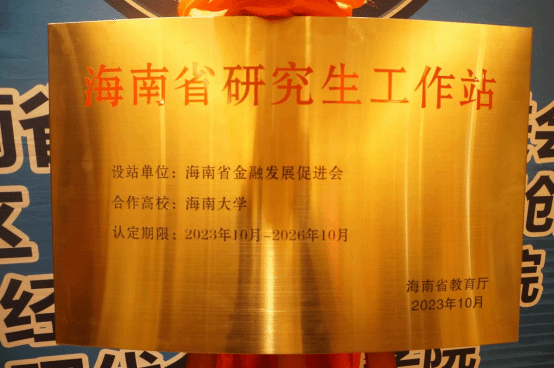 海南省研究生工作站
设站单位：海南省金融发展促进会
合作高校：海南大学
认定期限：2023年10月-2026年10月
海南省教育厅
2023年10月